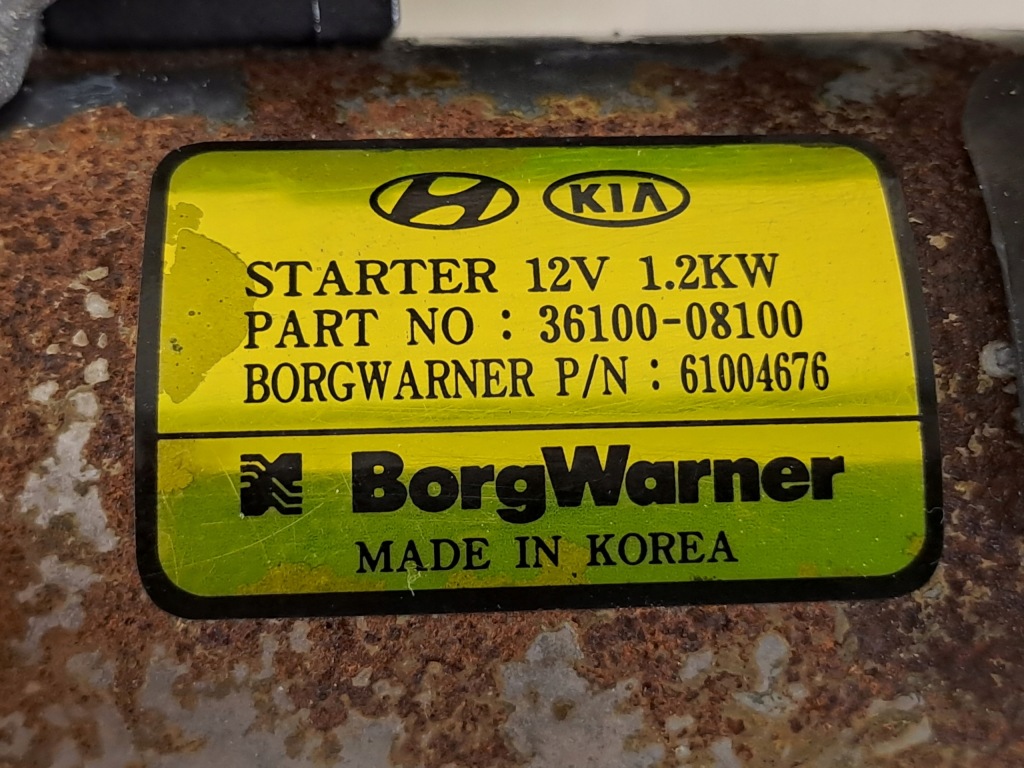 KIA
STARTER 12V 1.2KW
PART NO : 36100-08100
BORGWARNER P/N : 61004676
BorgWarner
MADE IN KOREA